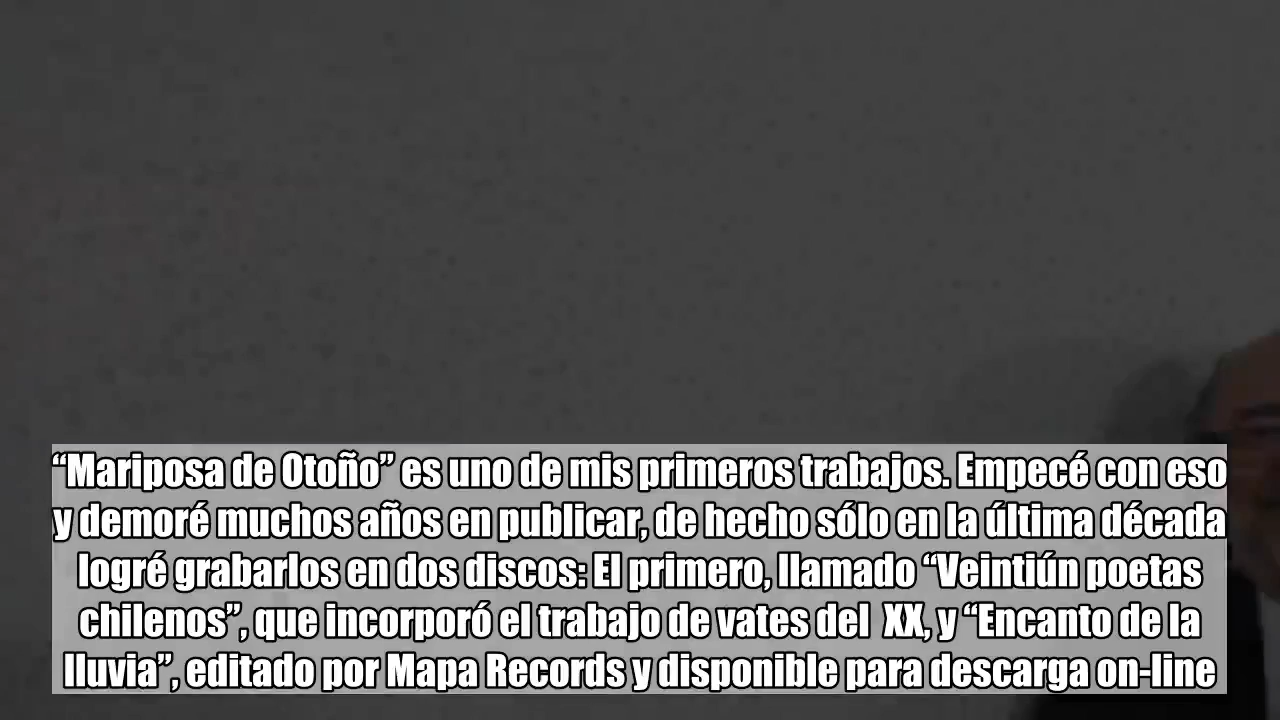 “Mariposa de Otoño” es uno de mis primeros trabajos. Empecé con eso
y demoré muchos años en publicar, de hecho sólo en la última década
logré grabarlos en dos discos: El primero, llamado “Veintiún poetas
chilenos”, que incorporó el trabajo de vates del  XX, y “Encanto de la
lluvia”, editado por Mapa Records y disponible para descarga on-line